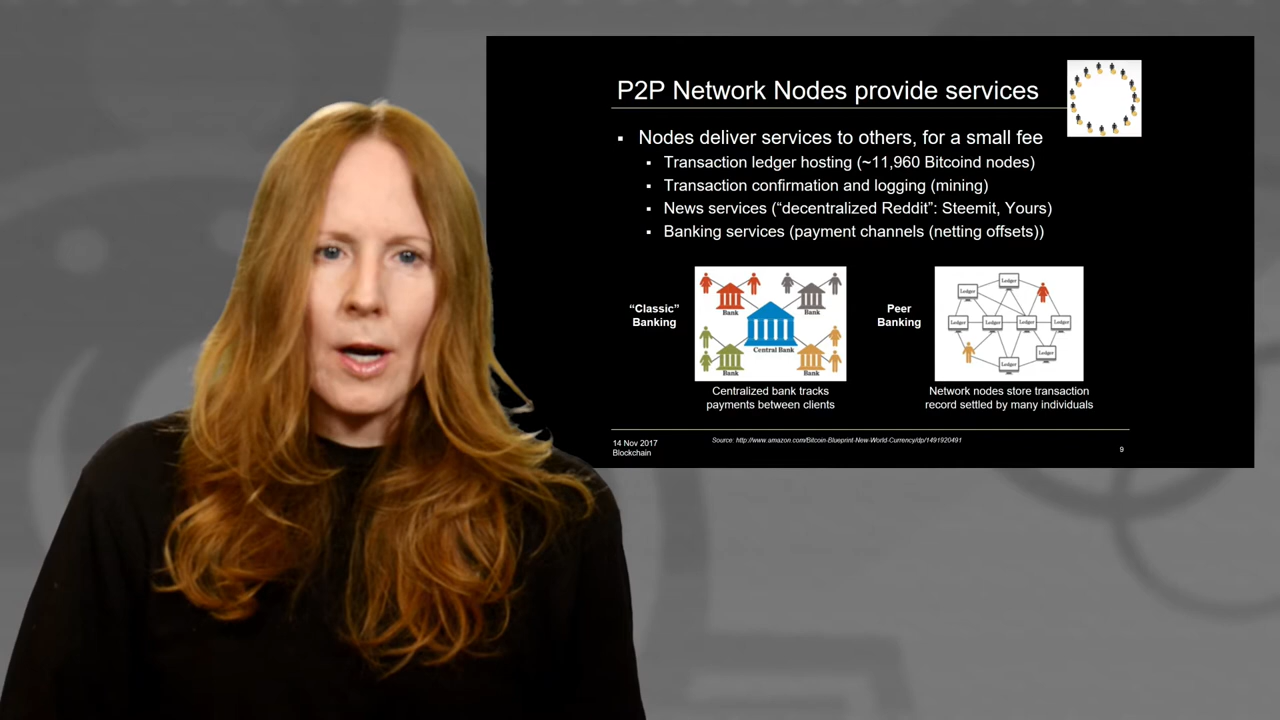 P2P Network Nodes provide services
▪ Nodes deliver services to others, for a small fee
▪ Transaction ledger hosting (~11,960 Bitcoind nodes)
▪ Transaction confirmation and logging (mining)
▪ News services (“decentralized Reddit”: Steemit, Yours)
▪ Banking services (payment channels (netting offsets))
“Classic”
Banking
Bank
Bank
Central Bank
Bank
Bank
Centralized bank tracks
payments between clients
Peer
Banking
Ledger
Ledger
Ledger
Ledger
Ledger
Ledger
Ledger
Ledger
Network nodes store transaction
record settled by many individuals
14 Nov 2017
Blockchain
Source: http://www.amazon.com/Bitcoin-Blueprint-New-World-Currency/dp/1491920491
9